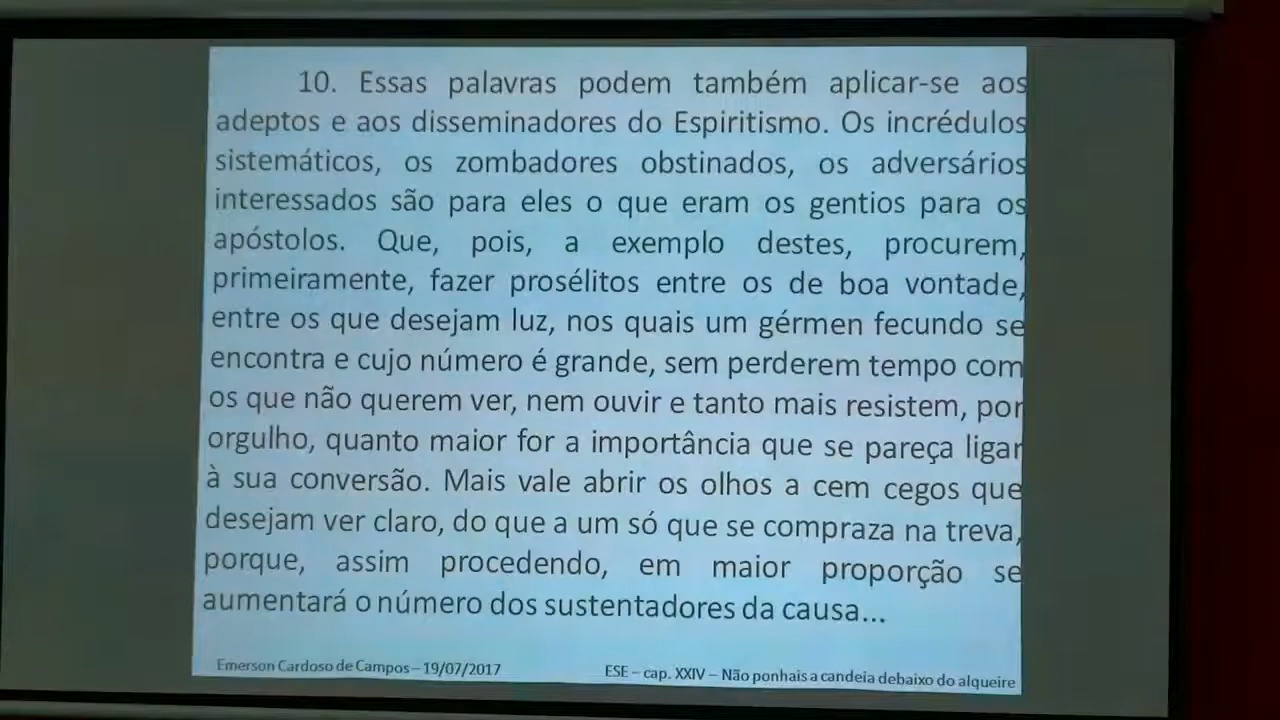 10. Essas palavras podem também aplicar-se aos
adeptos e aos disseminadores do Espiritismo. Os incrédulos
sistemáticos, os zombadores obstinados, os adversários
interessados são para eles o que eram os gentios para os
apóstolos. Que, pois, a exemplo destes, procurem,
primeiramente, fazer prosélitos entre os de boa vontade,
entre os que desejam luz, nos quais um gérmen fecundo se
encontra e cujo número é grande, sem perderem tempo com
os que não querem ver, nem ouvir e tanto mais resistem, por
orgulho, quanto maior for a importância que se pareça ligar
à sua conversão. Mais vale abrir os olhos a cem cegos que
desejam ver claro, do que a um só que se compraza na treva,
porque, assim procedendo, em maior proporção se
aumentará o número dos sustentadores da causa...
Emerson Cardoso de Campos – 19/07/2017
ESE – cap. XXIV – Não ponhais a candeia debaixo do alqueire